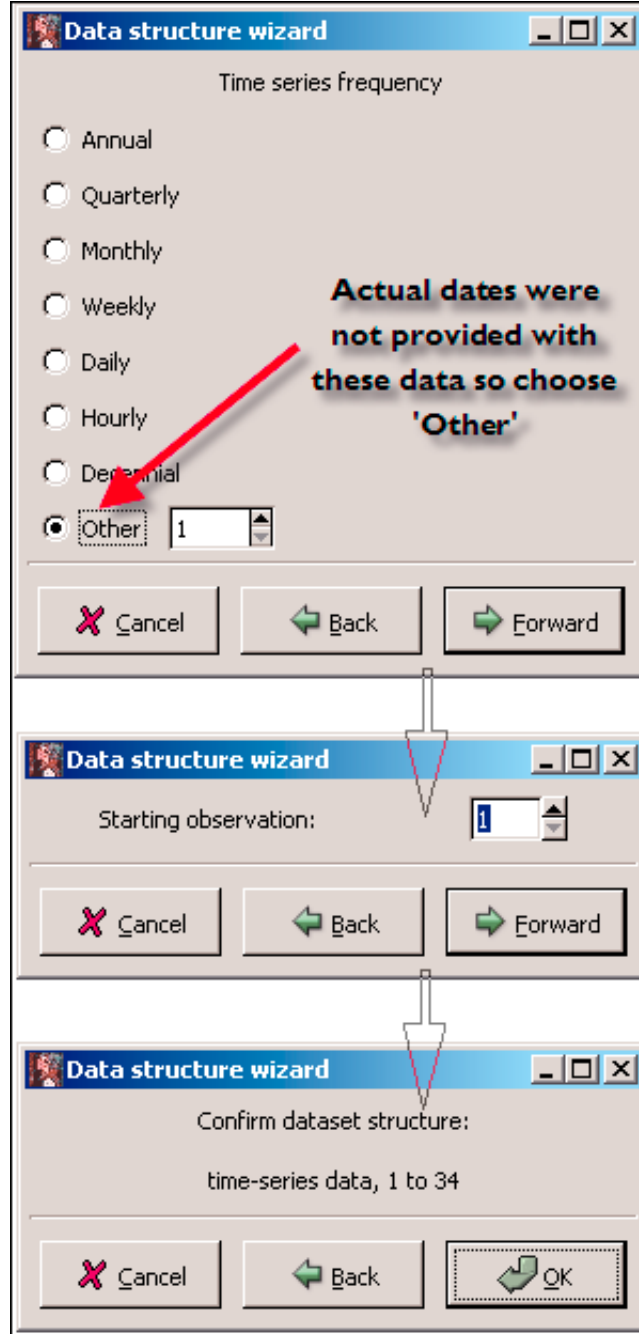 Data structure wizard
Time series frequency
Annual
Quarterly
Monthly
Weekly
Daily
Hourly
Decennial
Other 1
Actual dates were
not provided with
these data so choose
'Other'
Cancel Back Forward
Data structure wizard
Starting observation: 1
Cancel Back Forward
Data structure wizard
Confirm dataset structure:
time-series data, 1 to 34
Cancel Back OK